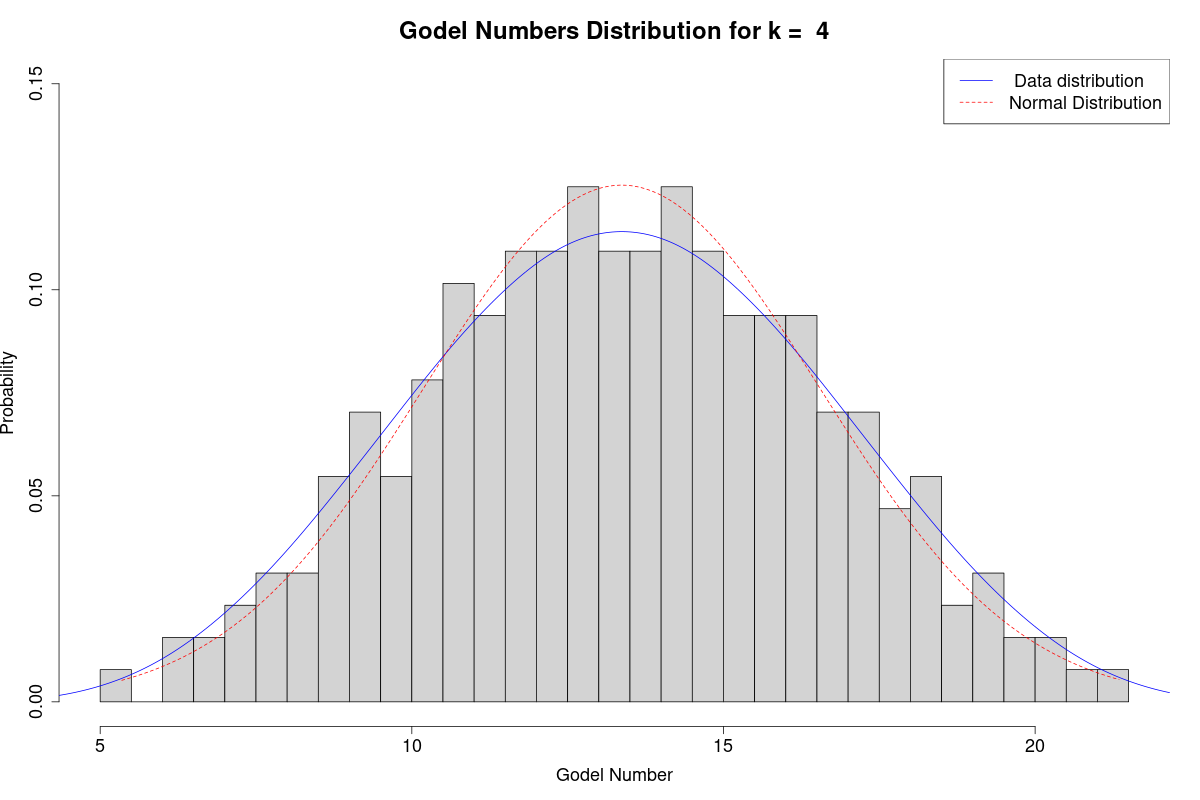 Godel Numbers Distribution for k =  4
Data distribution
Normal Distribution
Probability
0.15
0.10
0.05
0.00
5 10 15 20
Godel Number